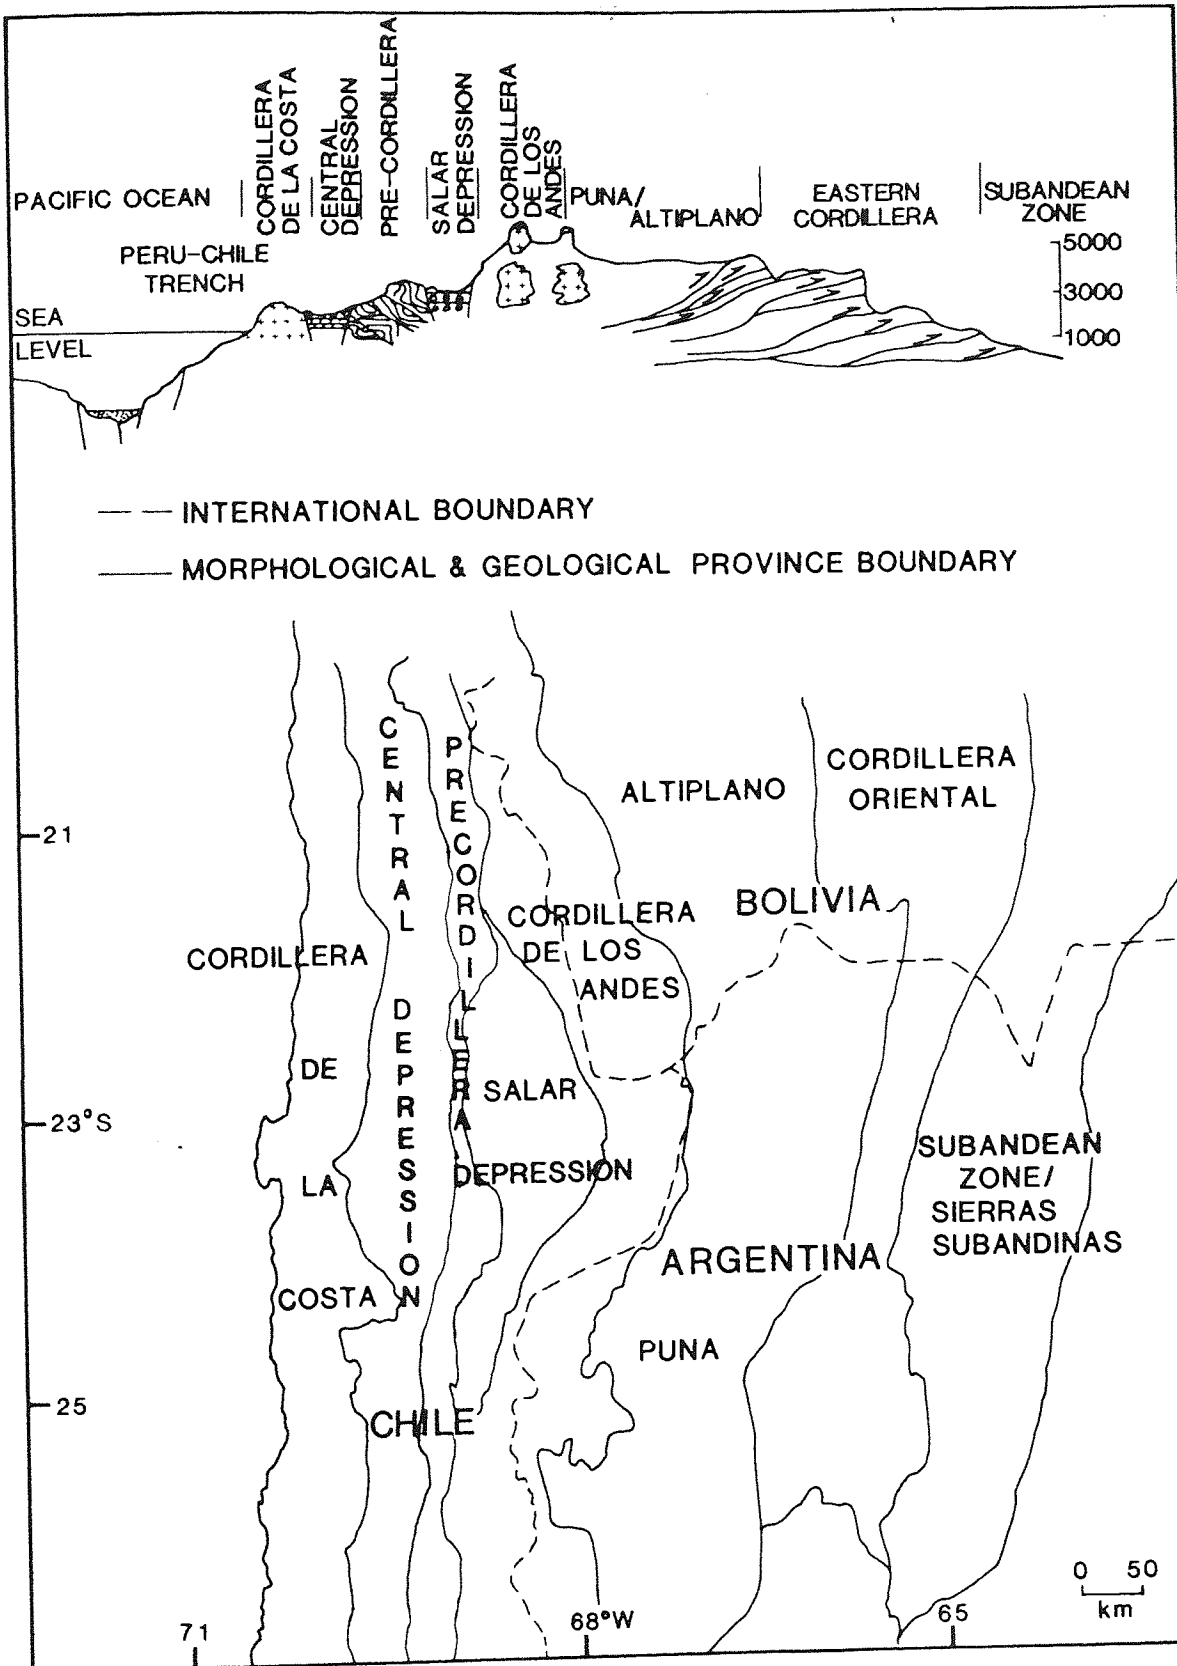 CORDILLERA
DE LA COSTA
CENTRAL
DEPRESSION
PRE-CORDILLERA
SALAR
DEPRESSION
CORDILLERA
DE LOS
ANDES
PACIFIC OCEAN
PUNA/
ALTIPLANO
EASTERN
CORDILLERA
SUBANDEAN
ZONE
PERU-CHILE
TRENCH
5000
3000
1000
SEA
LEVEL
INTERNATIONAL BOUNDARY
MORPHOLOGICAL & GEOLOGICAL PROVINCE BOUNDARY
CENTRAL DEPRESSION
PRECORDILLERA
ALTIPLANO
CORDILLERA
ORIENTAL
21
BOLIVIA
CORDILLERA
DE LOS
ANDES
CORDILLERA
DE
LA
COSTA
SALAR
DEPRESSION
23°S
SUBANDEAN
ZONE/
SIERRAS
SUBANDINAS
ARGENTINA
PUNA
25
CHILE
0 50
km
71
68°W
65